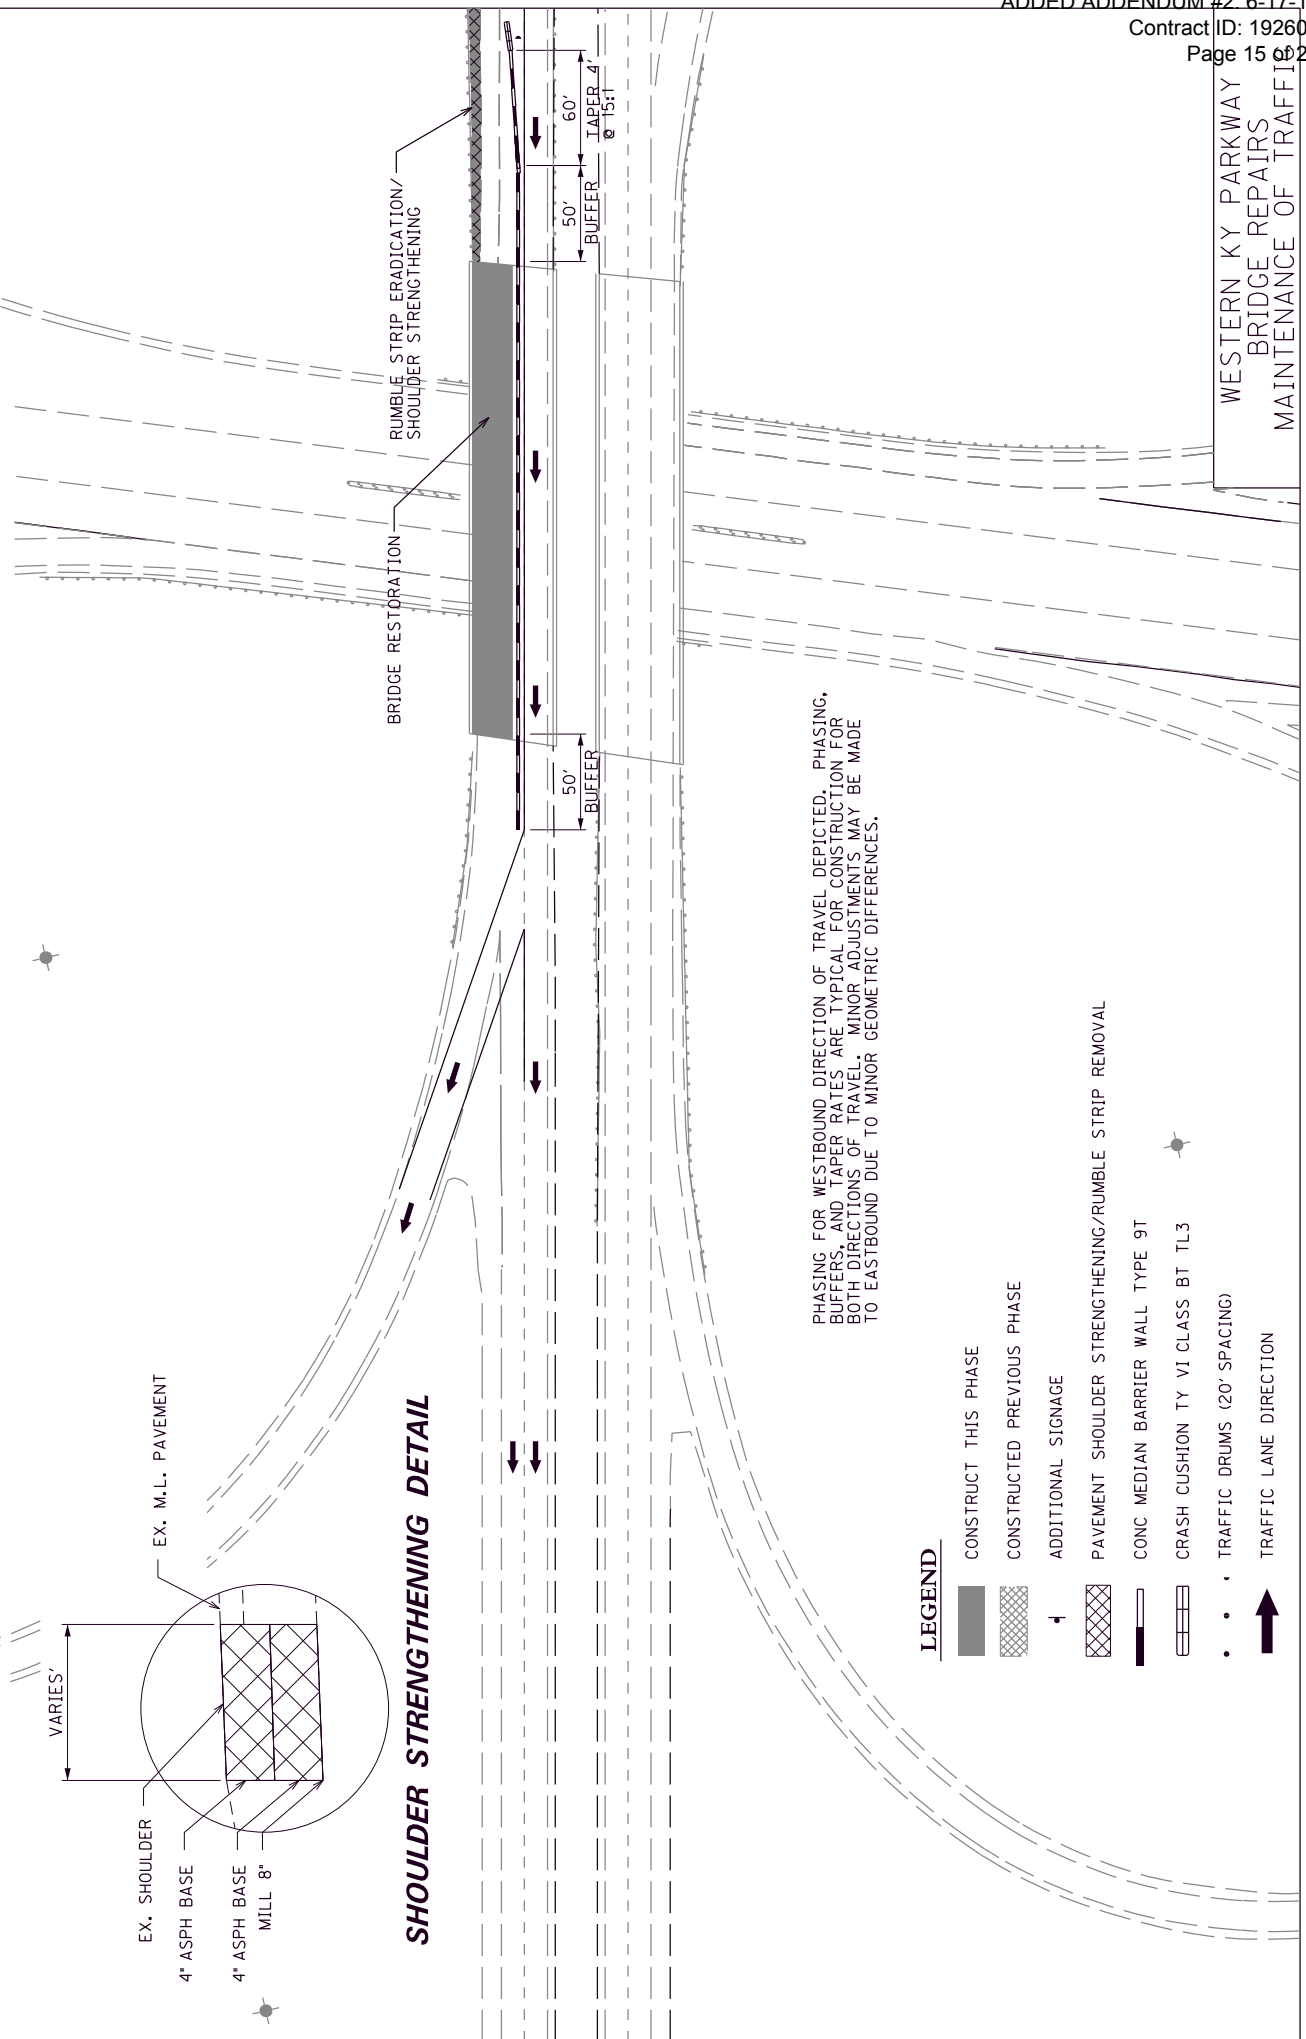 ADDED ADDENDUM #2: 6-17-1
Contract ID: 19260
Page 15 of 2
WESTERN KY PARKWAY
BRIDGE REPAIRS
MAINTENANCE OF TRAFFIC
RUMBLE STRIP ERADICATION/
SHOULDER STRENGTHENING
BRIDGE RESTORATION
60'
TAPER 4'
@ 15:1
50'
BUFFER
50'
BUFFER
PHASING FOR WESTBOUND DIRECTION OF TRAVEL DEPICTED. PHASING,
BUFFERS, AND TAPER RATES ARE TYPICAL FOR CONSTRUCTION FOR
BOTH DIRECTIONS OF TRAVEL. MINOR ADJUSTMENTS MAY BE MADE
TO EASTBOUND DUE TO MINOR GEOMETRIC DIFFERENCES.
VARIES'
EX. M.L. PAVEMENT
EX. SHOULDER
4" ASPH BASE
4" ASPH BASE
MILL 8"
SHOULDER STRENGTHENING DETAIL
LEGEND
CONSTRUCT THIS PHASE
CONSTRUCTED PREVIOUS PHASE
ADDITIONAL SIGNAGE
PAVEMENT SHOULDER STRENGTHENING/RUMBLE STRIP REMOVAL
CONC MEDIAN BARRIER WALL TYPE 9T
CRASH CUSHION TY VI CLASS BT TL3
TRAFFIC DRUMS (20' SPACING)
TRAFFIC LANE DIRECTION